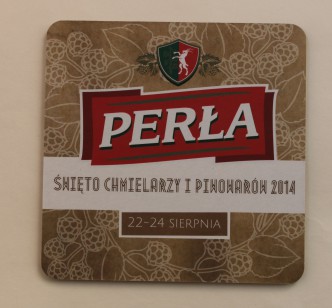 PERŁA
ŚWIĘTO CHMIELARZY I PIWOWARÓW 2014
22-24 SIERPNIA